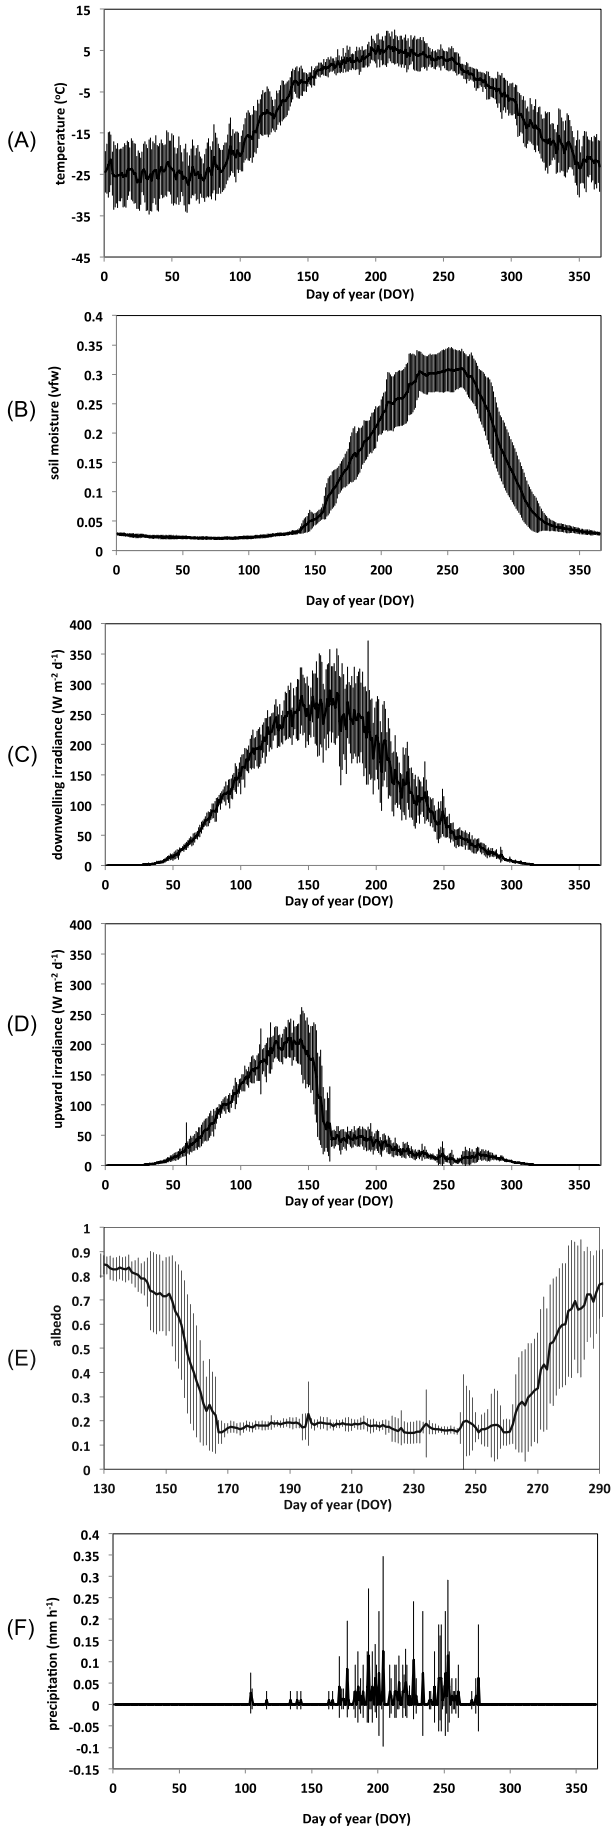 (A)
temperature (ºC)
15
5
-5
-15
-25
-35
-45
0 50 100 150 200 250 300 350
Day of year (DOY)
(B)
soil moisture (vfw)
0.4
0.35
0.3
0.25
0.2
0.15
0.1
0.05
0
0 50 100 150 200 250 300 350
Day of year (DOY)
(C)
downwelling irradiance (W m⁻² d⁻¹)
400
350
300
250
200
150
100
50
0
0 50 100 150 200 250 300 350
Day of year (DOY)
(D)
upward irradiance (W m⁻² d⁻¹)
400
350
300
250
200
150
100
50
0
0 50 100 150 200 250 300 350
Day of year (DOY)
(E)
albedo
1
0.9
0.8
0.7
0.6
0.5
0.4
0.3
0.2
0.1
0
130 150 170 190 210 230 250 270 290
Day of year (DOY)
(F)
precipitation (mm h⁻¹)
0.4
0.35
0.3
0.25
0.2
0.15
0.1
0.05
0
-0.05
-0.1
-0.15
0 50 100 150 200 250 300 350
Day of year (DOY)